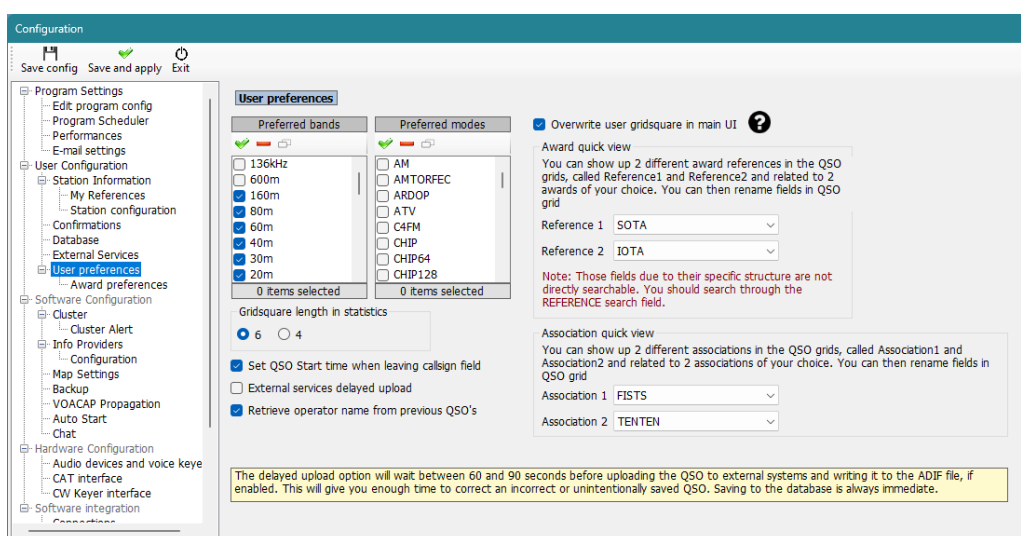 Configuration
Save config Save and apply Exit
Program Settings
Edit program config
Program Scheduler
Performances
E-mail settings
User Configuration
Station Information
My References
Station configuration
Confirmations
Database
External Services
User preferences
Award preferences
Software Configuration
Cluster
Cluster Alert
Info Providers
Configuration
Map Settings
Backup
VOACAP Propagation
Auto Start
Chat
Hardware Configuration
Audio devices and voice keye
CAT interface
CW Keyer interface
Software integration
Connections
User preferences
Preferred bands
136kHz
600m
160m
80m
60m
40m
30m
20m
0 items selected
Preferred modes
AM
AMTORFEC
ARDOP
ATV
C4FM
CHIP
CHIP64
CHIP128
0 items selected
Gridsquare length in statistics
6 4
Set QSO Start time when leaving callsign field
External services delayed upload
Retrieve operator name from previous QSO's
Overwrite user gridsquare in main UI ?
Award quick view
You can show up 2 different award references in the QSO
grids, called Reference1 and Reference2 and related to 2
awards of your choice. You can then rename fields in QSO
grid
Reference 1 SOTA
Reference 2 IOTA
Note: Those fields due to their specific structure are not
directly searchable. You should search through the
REFERENCE search field.
Association quick view
You can show up 2 different associations in the QSO grids, called Association1 and
Association2 and related to 2 associations of your choice. You can then rename fields in
QSO grid
Association 1 FISTS
Association 2 TENTEN
The delayed upload option will wait between 60 and 90 seconds before uploading the QSO to external systems and writing it to the ADIF file, if
enabled. This will give you enough time to correct an incorrect or unintentionally saved QSO. Saving to the database is always immediate.